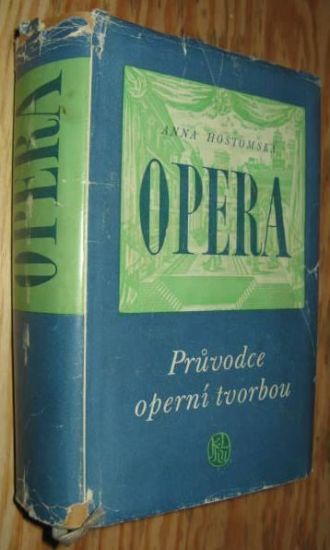 OPERA
ANNA HOSTOMSKÁ
OPERA
Průvodce
operní tvorbou